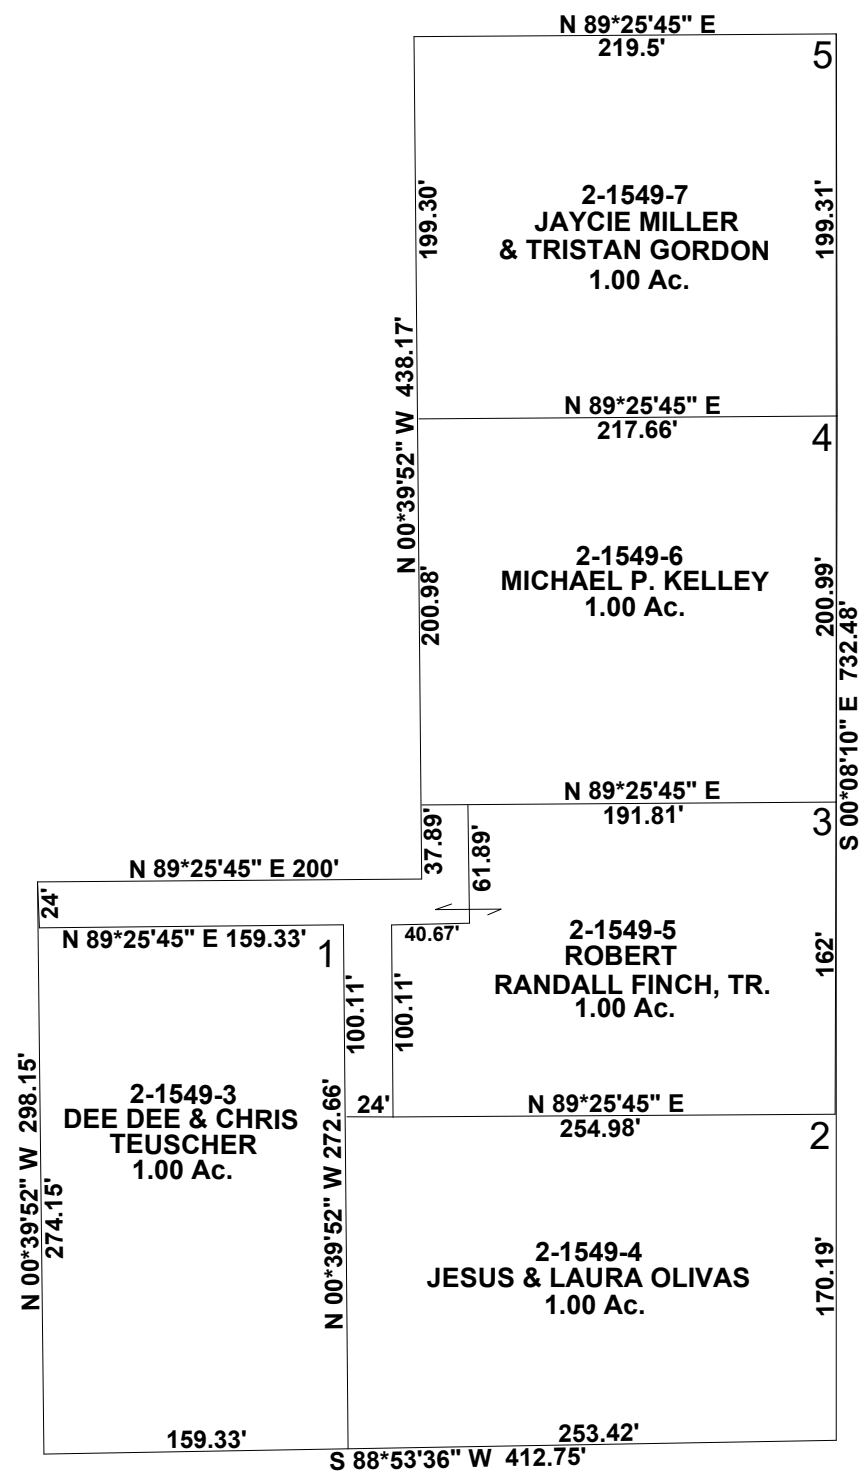 N 89*25'45" E
219.5'
5
199.30'
2-1549-7
JAYCIE MILLER
& TRISTAN GORDON
1.00 Ac.
199.31'
N 00*39'52" W 438.17'
N 89*25'45" E
217.66'
4
200.98'
2-1549-6
MICHAEL P. KELLEY
1.00 Ac.
200.99'
S 00*08'10" E 732.48'
N 89*25'45" E
191.81'
3
37.89'
61.89'
N 89*25'45" E 200'
24'
N 89*25'45" E 159.33'
1
40.67'
2-1549-5
ROBERT
RANDALL FINCH, TR.
1.00 Ac.
162'
100.11'
100.11'
24'
N 89*25'45" E
254.98'
2
N 00*39'52" W 298.15'
274.15'
2-1549-3
DEE DEE & CHRIS
TEUSCHER
1.00 Ac.
N 00*39'52" W 272.66'
2-1549-4
JESUS & LAURA OLIVAS
1.00 Ac.
170.19'
159.33'
253.42'
S 88*53'36" W 412.75'